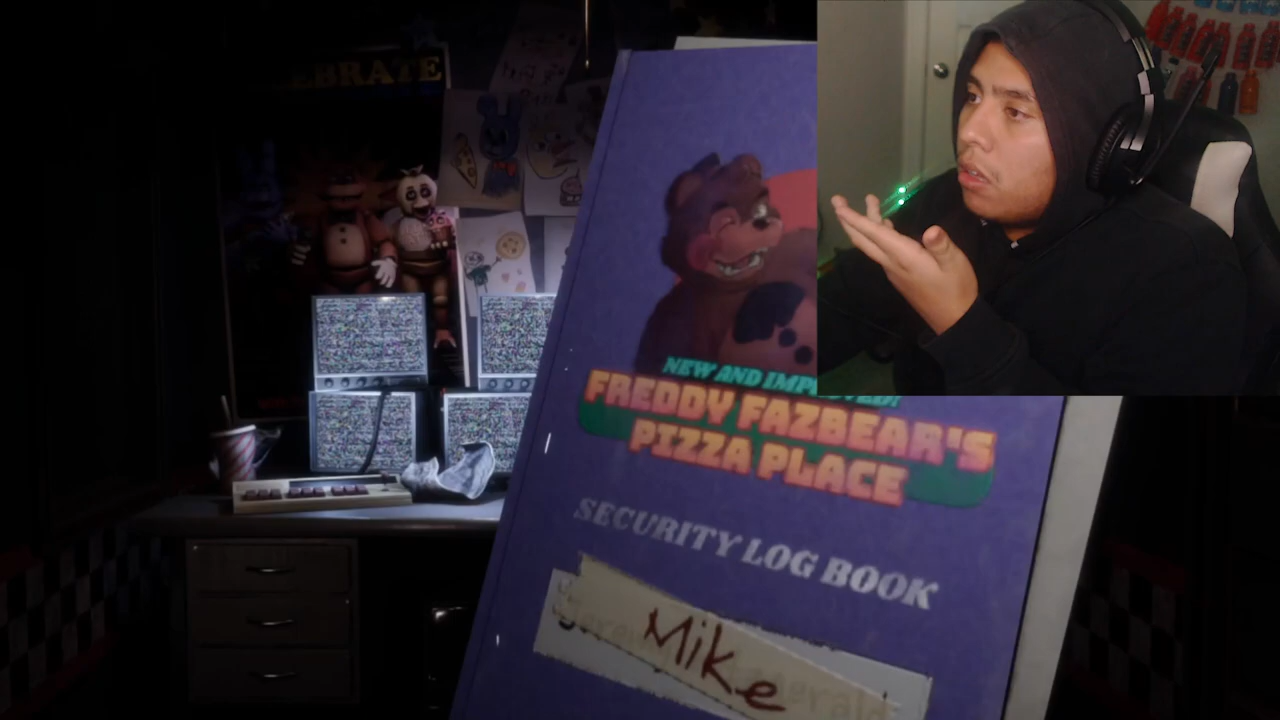 EBRATE
NEW AND IMPROVED!
FREDDY FAZBEAR'S
PIZZA PLACE
SECURITY LOG BOOK
Mike